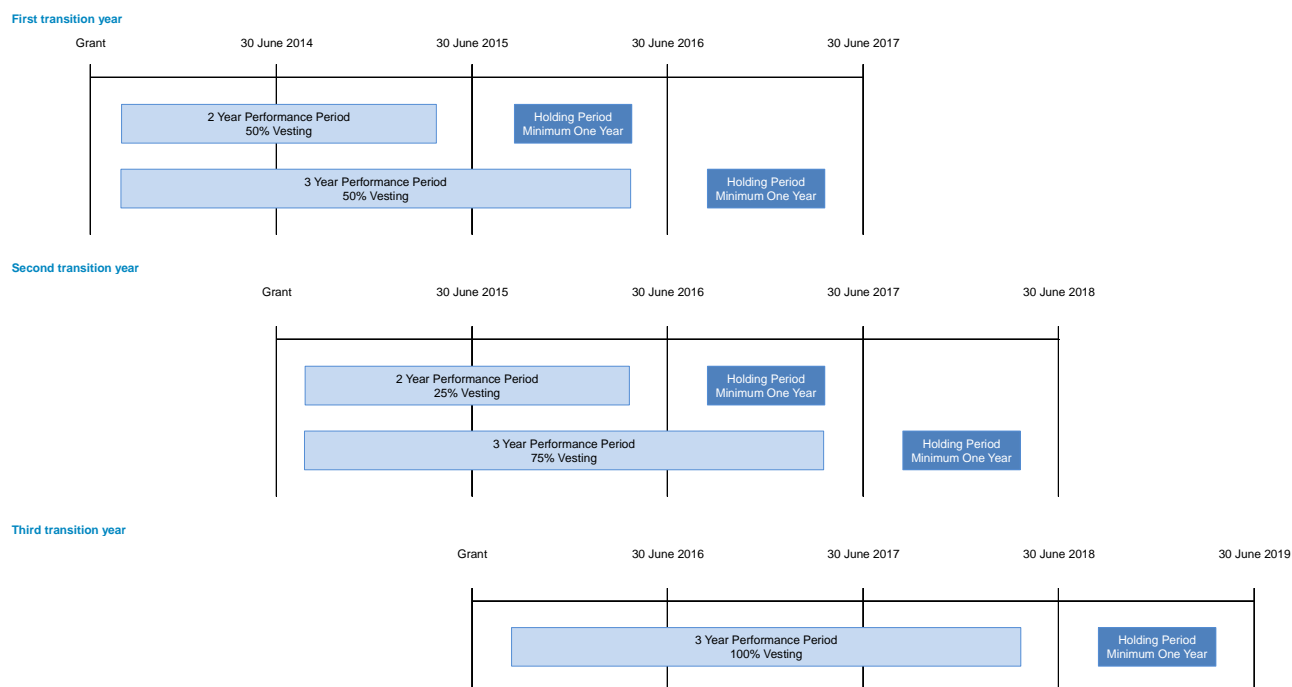 First transition year
Grant
30 June 2014
30 June 2015
30 June 2016
30 June 2017
2 Year Performance Period
50% Vesting
Holding Period
Minimum One Year
3 Year Performance Period
50% Vesting
Holding Period
Minimum One Year
Second transition year
Grant
30 June 2015
30 June 2016
30 June 2017
30 June 2018
2 Year Performance Period
25% Vesting
Holding Period
Minimum One Year
3 Year Performance Period
75% Vesting
Holding Period
Minimum One Year
Third transition year
Grant
30 June 2016
30 June 2017
30 June 2018
30 June 2019
3 Year Performance Period
100% Vesting
Holding Period
Minimum One Year